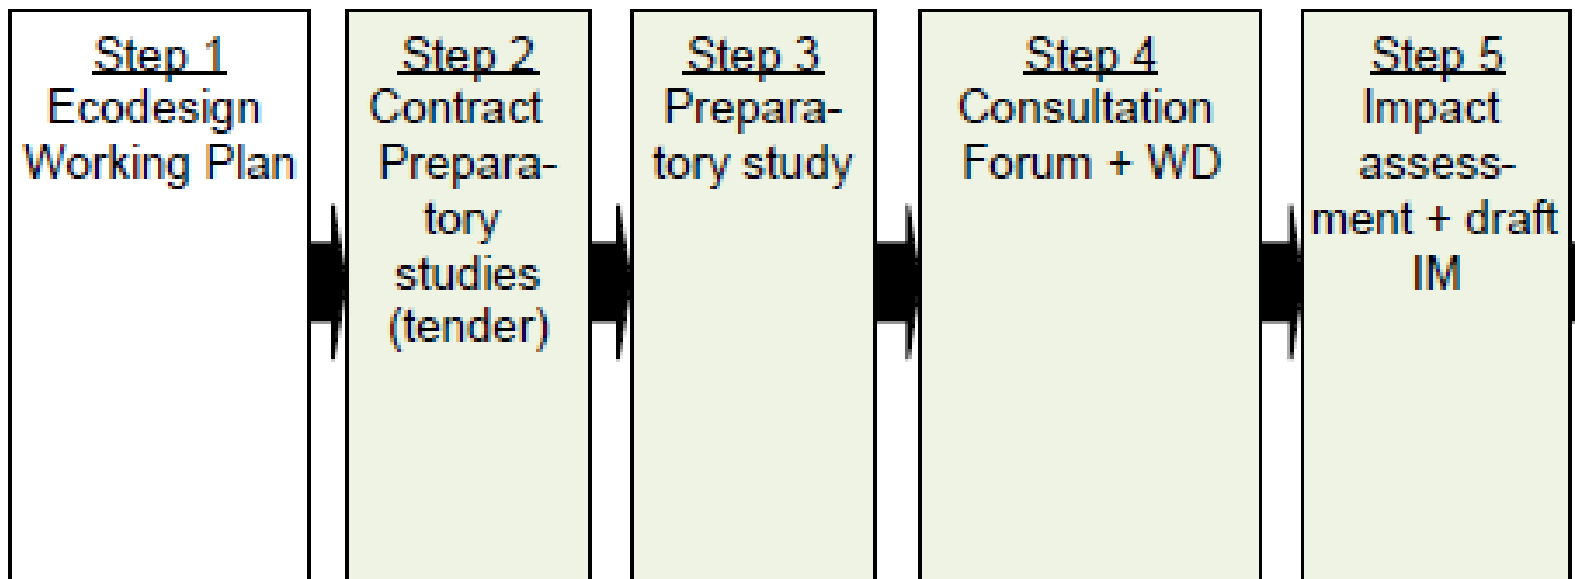 Step 1
Ecodesign
Working Plan
Step 2
Contract
Prepara-
tory
studies
(tender)
Step 3
Prepara-
tory study
Step 4
Consultation
Forum + WD
Step 5
Impact
assess-
ment + draft
IM